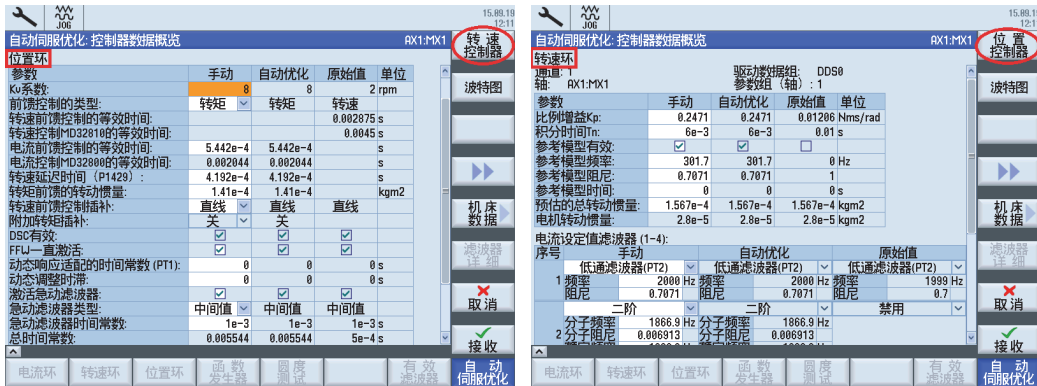 JOG
15.09.19
12:11
自动伺服优化: 控制器数据概览 AX1:MX1
转 速
控制器
位置环
参数 手动 自动优化 原始值 单位
Kv系数: 8 8 2 rpm
前馈控制的类型: 转矩 转矩 转速
转速前馈控制的等效时间: 0.002875 s
转速控制MD32810的等效时间: 0.0045 s
电流前馈控制的等效时间: 5.442e-4 5.442e-4 s
电流控制MD32800的等效时间: 0.002044 0.002044 s
转速延迟时间（P1429）: 4.192e-4 4.192e-4 s
转矩前馈的转动惯量: 1.41e-4 1.41e-4 kgm2
转速前馈控制插补: 直线 直线 直线
附加转矩插补: 关 关
DSC有效:
FFW一直激活:
动态响应适配的时间常数 (PT1): 0 0 0 s
动态调整时滞: 0 0 0 s
激活急动滤波器:
急动滤波器类型: 中间值 中间值 中间值
急动滤波器时间常数: 1e-3 1e-3 1e-3 s
总时间常数: 0.005544 0.005544 5e-4 s
波特图
机 床
数 据
滤波器
详 细
取 消
接 收
电流环 转速环 位置环 函 数
发生器 圆 度
测 试 有 效
滤波器 自 动
伺服优化
JOG
15.09.1
12:1
自动伺服优化: 控制器数据概览 AX1:MX1
位 置
控制器
转速环
通道: 1 驱动数据组: DDS0
轴: AX1:MX1 参数组（轴）: 1
参数 手动 自动优化 原始值 单位
比例增益Kp: 0.2471 0.2471 0.01206 Nms/rad
积分时间Tn: 6e-3 6e-3 0.01 s
参考模型有效:
参考模型频率: 301.7 301.7 0 Hz
参考模型阻尼: 0.7071 0.7071 1
参考模型时间: 0 0 0 s
预估的总转动惯量: 1.567e-4 1.567e-4 1.567e-4 kgm2
电机转动惯量: 2.8e-5 2.8e-5 2.8e-5 kgm2
电流设定值滤波器 (1-4):
序号 手动 自动优化 原始值
低通滤波器(PT2) 低通滤波器(PT2) 低通滤波器(PT2)
1 频率 2000 Hz 频率 2000 Hz 频率 1999 Hz
阻尼 0.7071 阻尼 0.7071 阻尼 0.7
二阶 二阶 禁用
分子频率 1866.9 Hz 分子频率 1866.9 Hz
2 分子阻尼 0.006913 分子阻尼 0.006913
波特图
机 床
数 据
滤波器
详 细
取 消
接 收
电流环 转速环 位置环 函 数
发生器 圆 度
测 试 有 效
滤波器 自 动
伺服优化